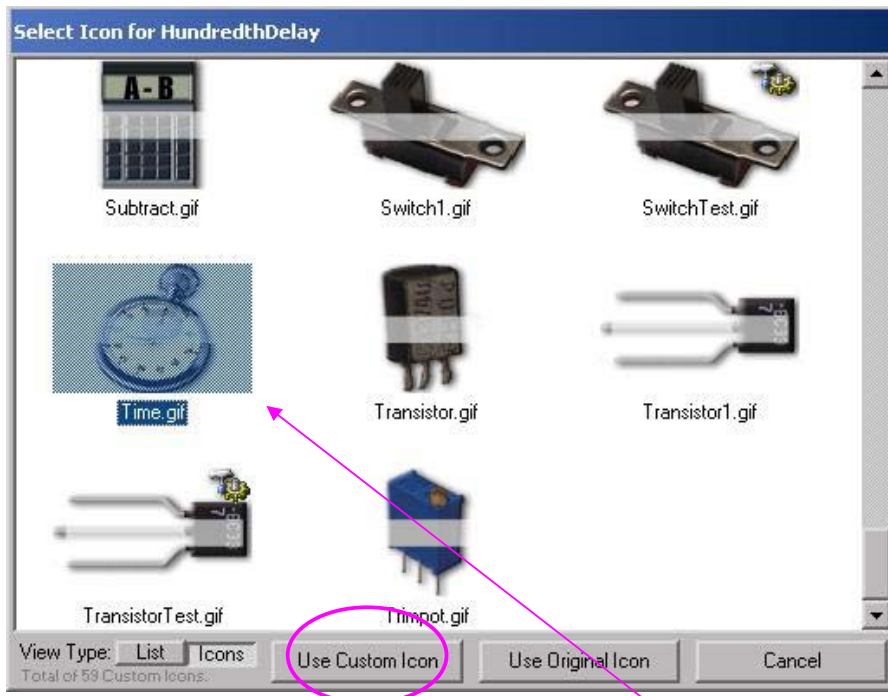 Select Icon for HundredthDelay
A-B
Subtract.gif
Switch1.gif
SwitchTest.gif
Time.gif
Transistor.gif
Transistor1.gif
TransistorTest.gif
Trimpot.gif
View Type: List Icons
Total of 59 Custom Icons.
Use Custom Icon
Use Original Icon
Cancel